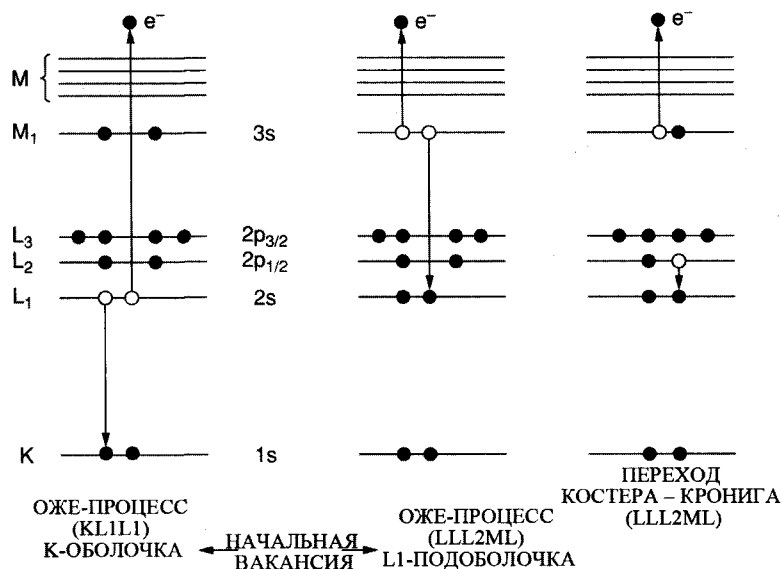 e⁻ e⁻ e⁻
M
M₁ 3s
L₃ 2p₃/₂
L₂ 2p₁/₂
L₁ 2s
K 1s
ОЖЕ-ПРОЦЕСС
(KL1L1)
К-ОБОЛОЧКА
НАЧАЛЬНАЯ
ВАКАНСИЯ
ОЖЕ-ПРОЦЕСС
(LLL2ML)
L1-ПОДОБОЛОЧКА
ПЕРЕХОД
КОСТЕРА – КРОНИГА
(LLL2ML)